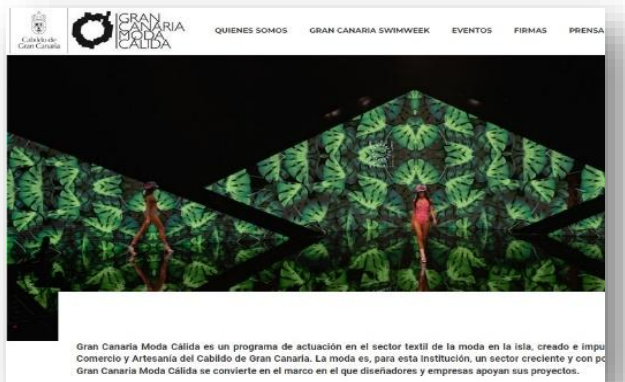 Cabildo de
Gran Canaria
GRAN
CANARIA
MODA
CÁLIDA
QUIENES SOMOS GRAN CANARIA SWIMWEEK EVENTOS FIRMAS PRENSA
Gran Canaria Moda Cálida es un programa de actuación en el sector textil de la moda en la isla, creado e impu
Comercio y Artesanía del Cabildo de Gran Canaria. La moda es, para esta Institución, un sector creciente y con po
Gran Canaria Moda Cálida se convierte en el marco en el que diseñadores y empresas apoyan sus proyectos.